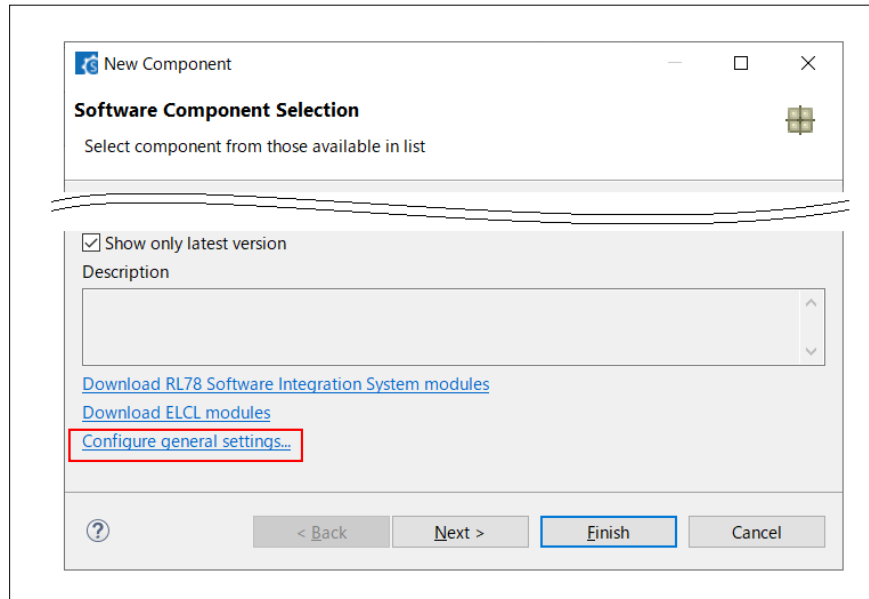 New Component
Software Component Selection
Select component from those available in list
Show only latest version
Description
Download RL78 Software Integration System modules
Download ELCL modules
Configure general settings...
< Back Next > Finish Cancel